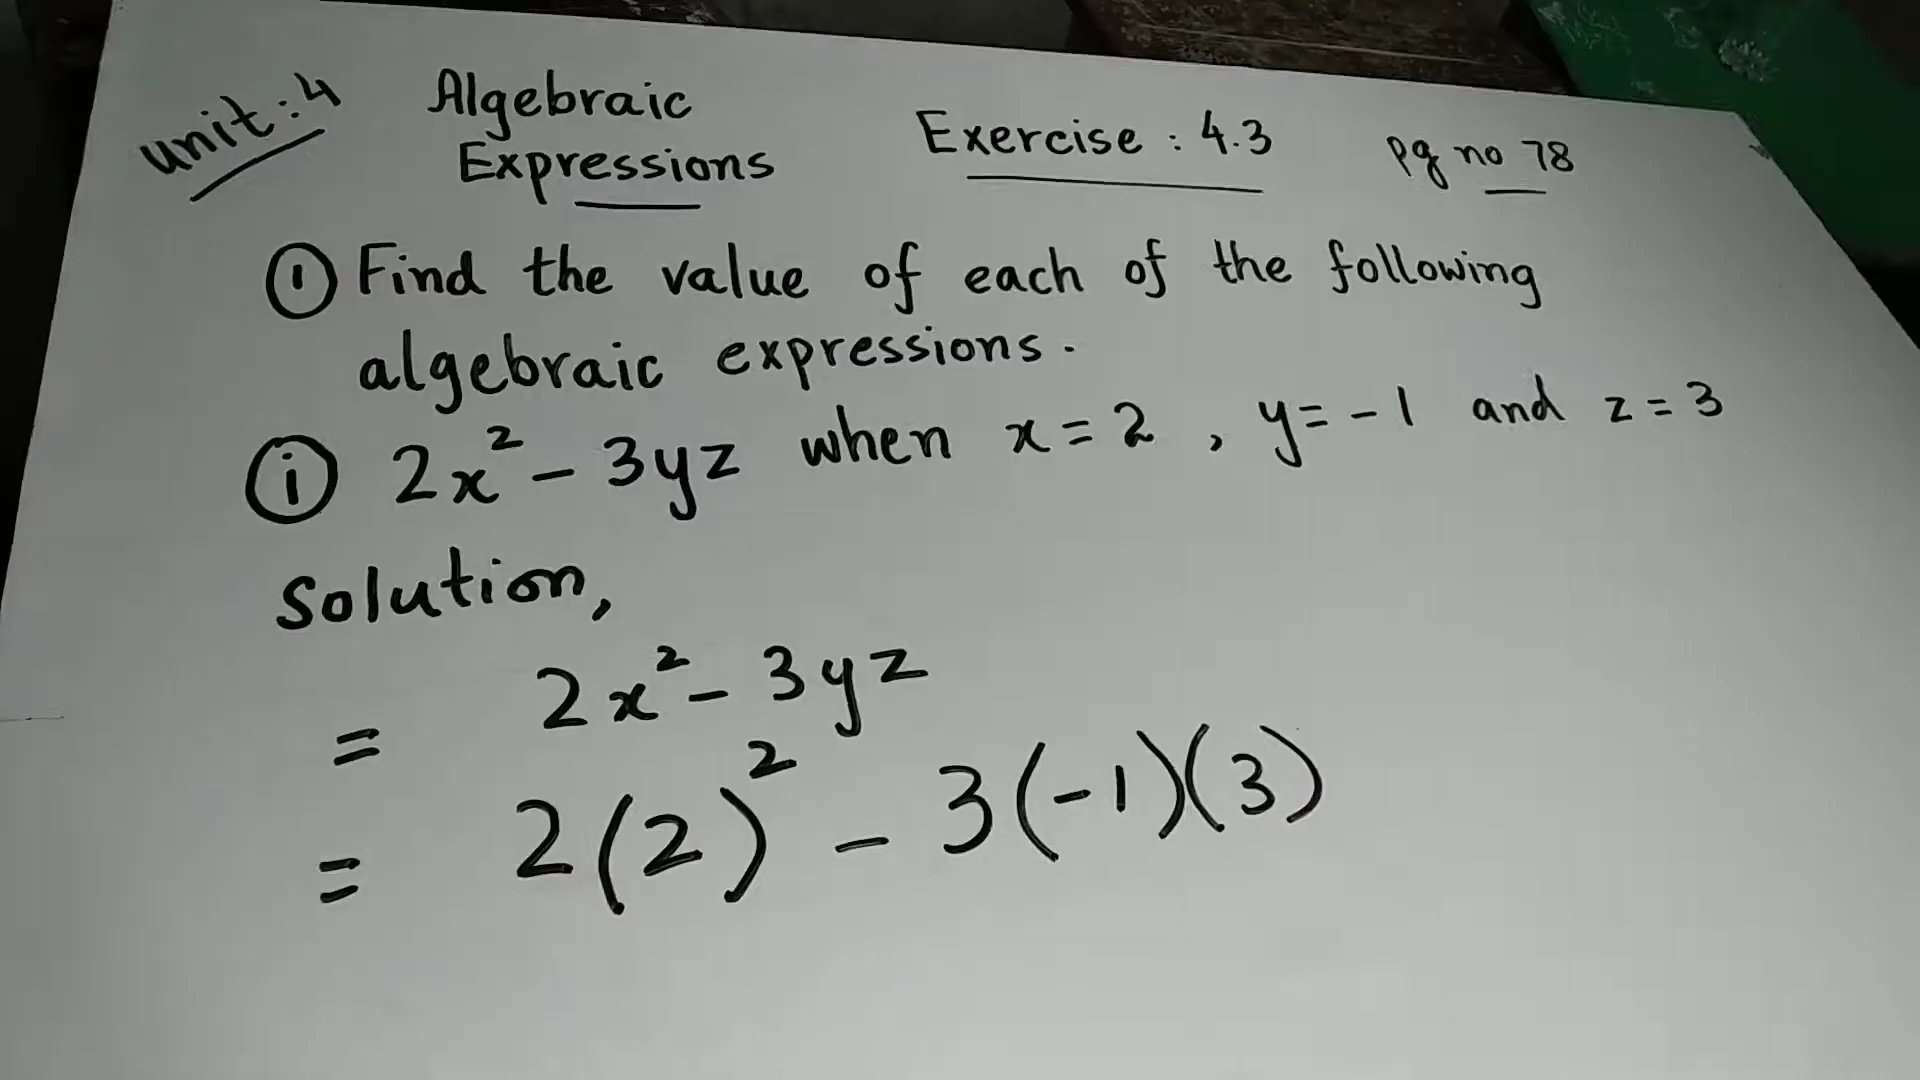 unit: 4 Algebraic Expressions Exercise : 4.3 Pg no 78
① Find the value of each of the following
algebraic expressions.
ⓘ 2x² - 3yz when x = 2 , y = -1 and z = 3
Solution,
= 2x² - 3yz
= 2(2)² - 3(-1)(3)